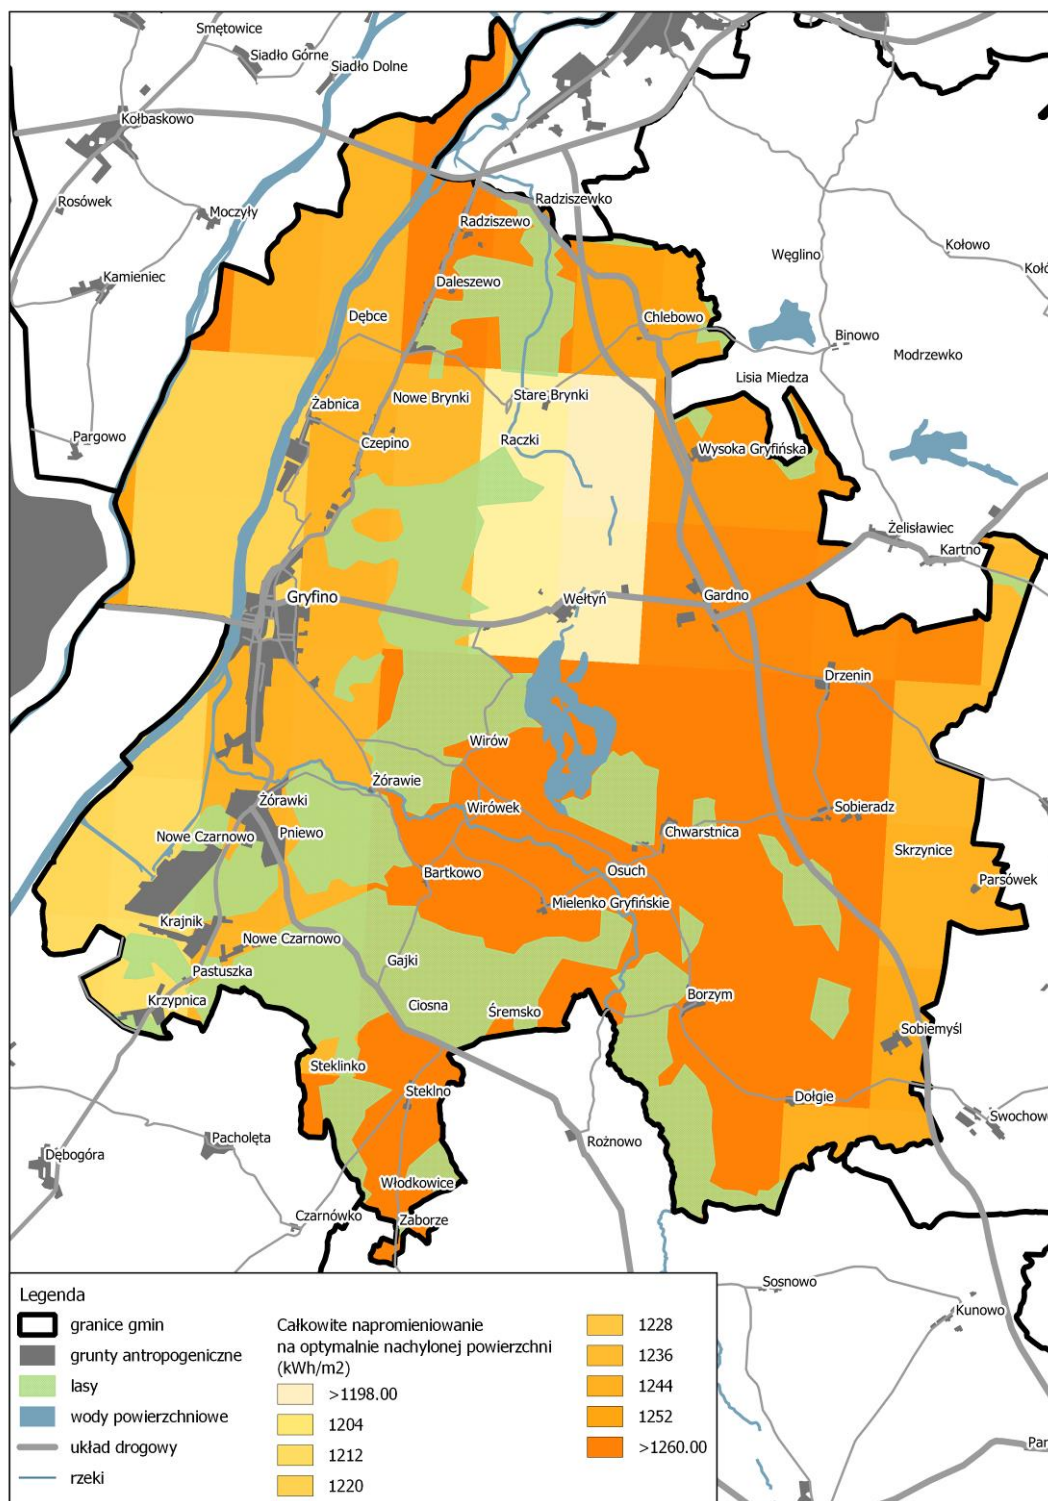 Smętowice
Siadło Górne
Siadło Dolne
Kołbaskowo
Rosówek
Moczyły
Radziszewko
Radziszewo
Kołowo
Węglino
Kamieniec
Daleszewo
Dębce
Chlebowo
Binowo
Modrzewko
Lisia Miedza
Nowe Brynki
Stare Brynki
Żabnica
Pargowo
Czepino
Raczki
Wysoka Gryfińska
Żelisławiec
Kartno
Gryfino
Wełtyń
Gardno
Drzenin
Wirów
Żórawie
Żórawki
Wirówek
Sobieradz
Nowe Czarnowo
Pniewo
Chwarstnica
Skrzynice
Bartkowo
Osuch
Parsówek
Mielenko Gryfińskie
Krajnik
Nowe Czarnowo
Gajki
Pastuszka
Krzypnica
Ciosna
Śremsko
Borzym
Sobiemyśl
Steklinko
Steklno
Dołgie
Swochow
Pacholęta
Rożnowo
Dębogóra
Włodkowice
Czarnówko
Zaborze
Sosnowo
Kunowo
Par
Legenda
granice gmin
grunty antropogeniczne
lasy
wody powierzchniowe
układ drogowy
rzeki
Całkowite napromieniowanie
na optymalnie nachylonej powierzchni
(kWh/m2)
>1198.00
1204
1212
1220
1228
1236
1244
1252
>1260.00